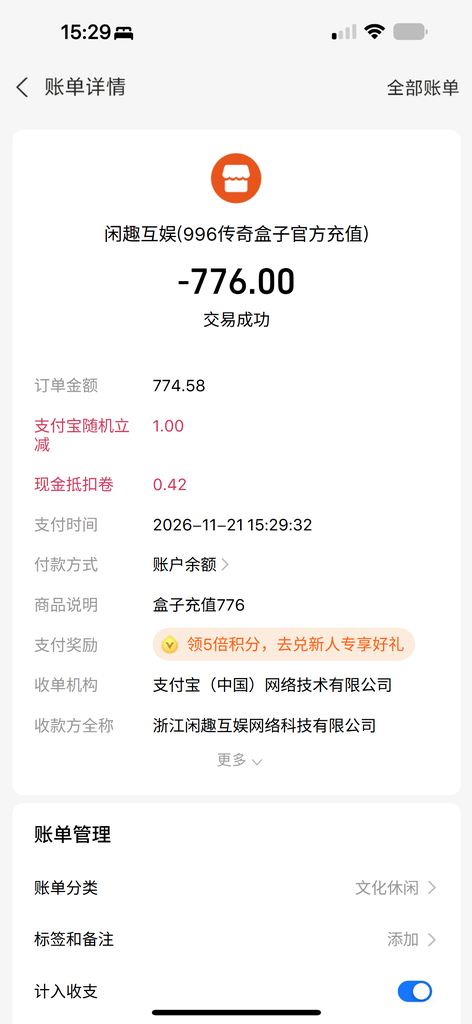 15:29
账单详情
全部账单
闲趣互娱(996传奇盒子官方充值)
-776.00
交易成功
订单金额 774.58
支付宝随机立减 1.00
现金抵扣卷 0.42
支付时间 2026-11-21 15:29:32
付款方式 账户余额
商品说明 盒子充值776
支付奖励 领5倍积分，去兑新人专享好礼
收单机构 支付宝（中国）网络技术有限公司
收款方全称 浙江闲趣互娱网络科技有限公司
更多
账单管理
账单分类 文化休闲
标签和备注 添加
计入收支